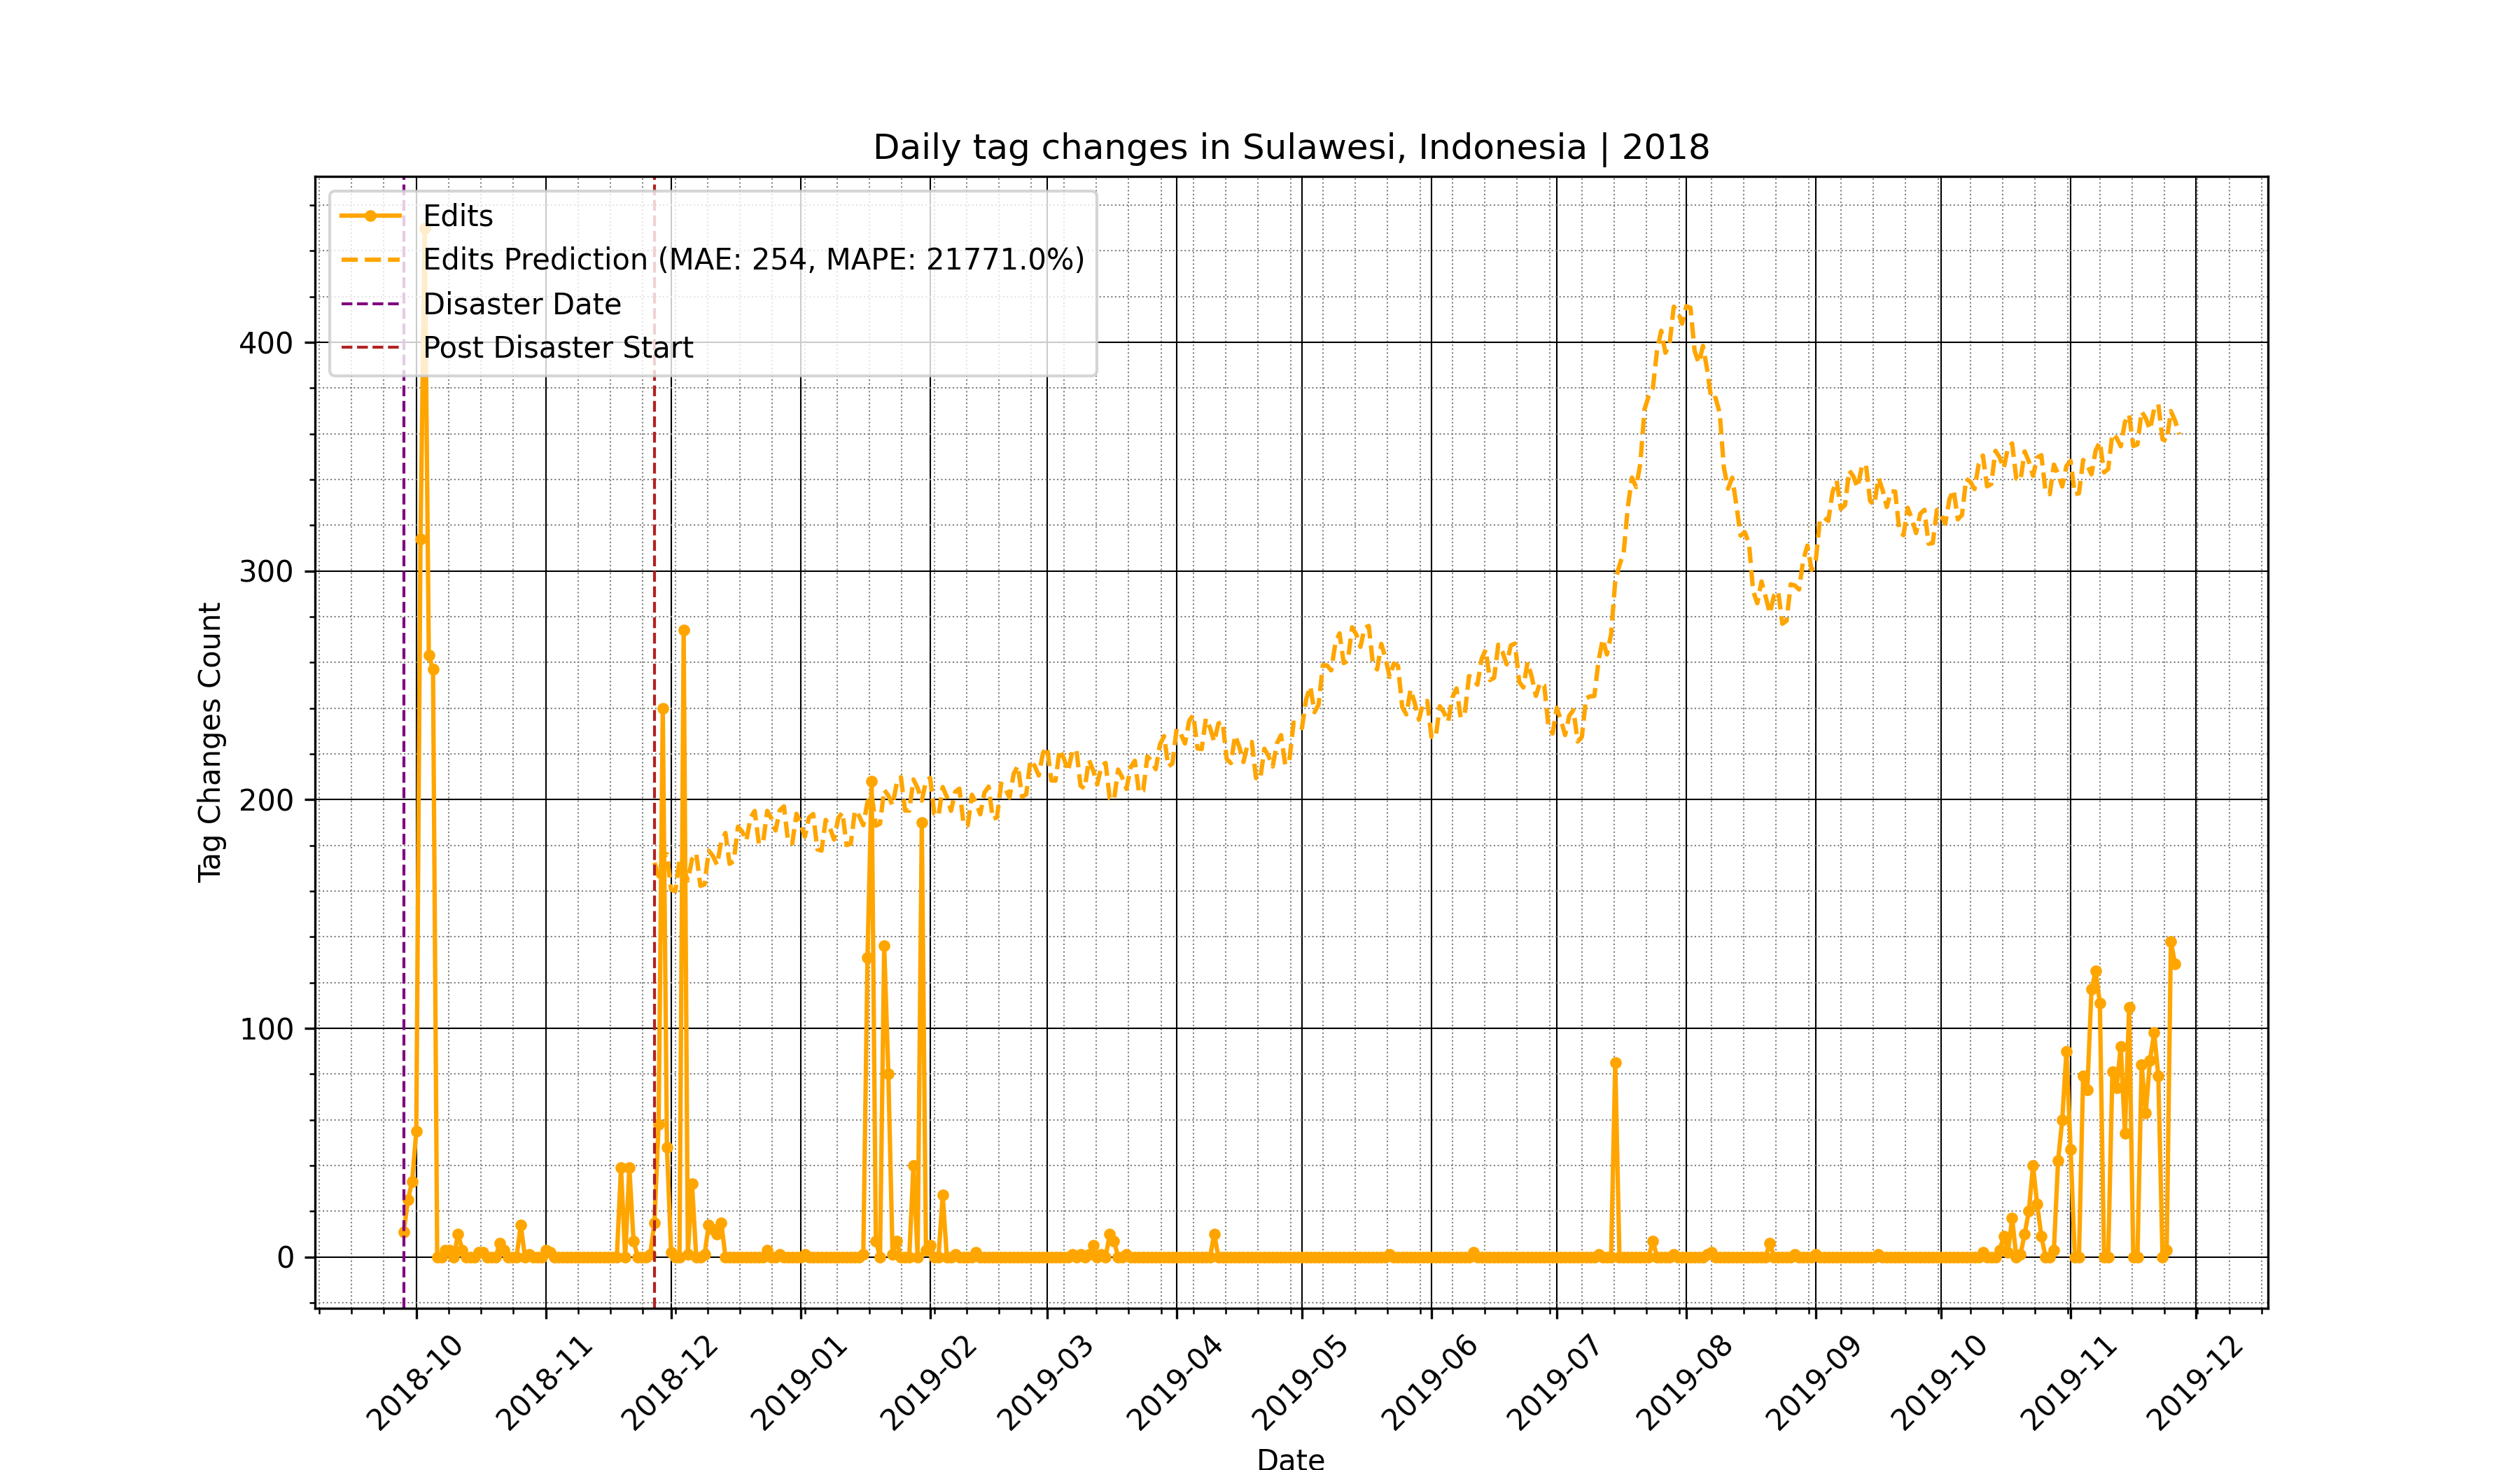 Daily tag changes in Sulawesi, Indonesia | 2018
Edits
Edits Prediction (MAE: 254, MAPE: 21771.0%)
Disaster Date
Post Disaster Start
Tag Changes Count
400
300
200
100
0
2018-10
2018-11
2018-12
2019-01
2019-02
2019-03
2019-04
2019-05
2019-06
2019-07
2019-08
2019-09
2019-10
2019-11
2019-12
Date